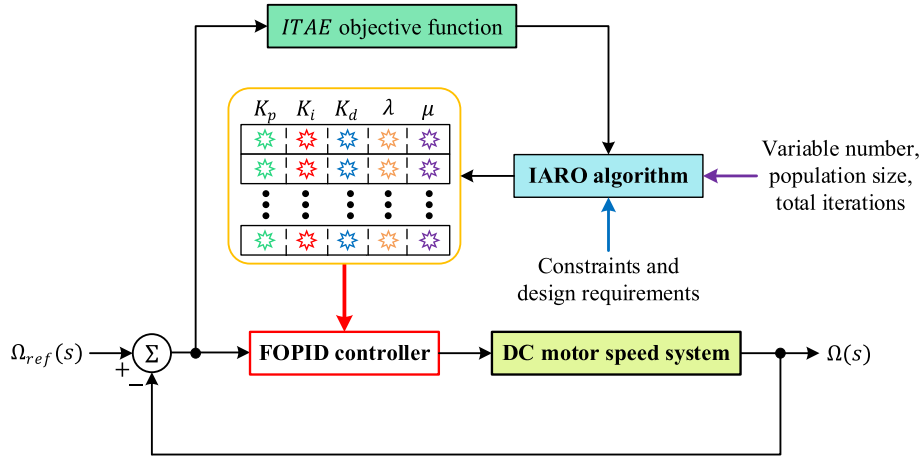 ITAE objective function
K_p K_i K_d λ μ
IARO algorithm
Variable number,
population size,
total iterations
Constraints and
design requirements
Ω_ref(s)
+
−
Σ
FOPID controller
DC motor speed system
Ω(s)